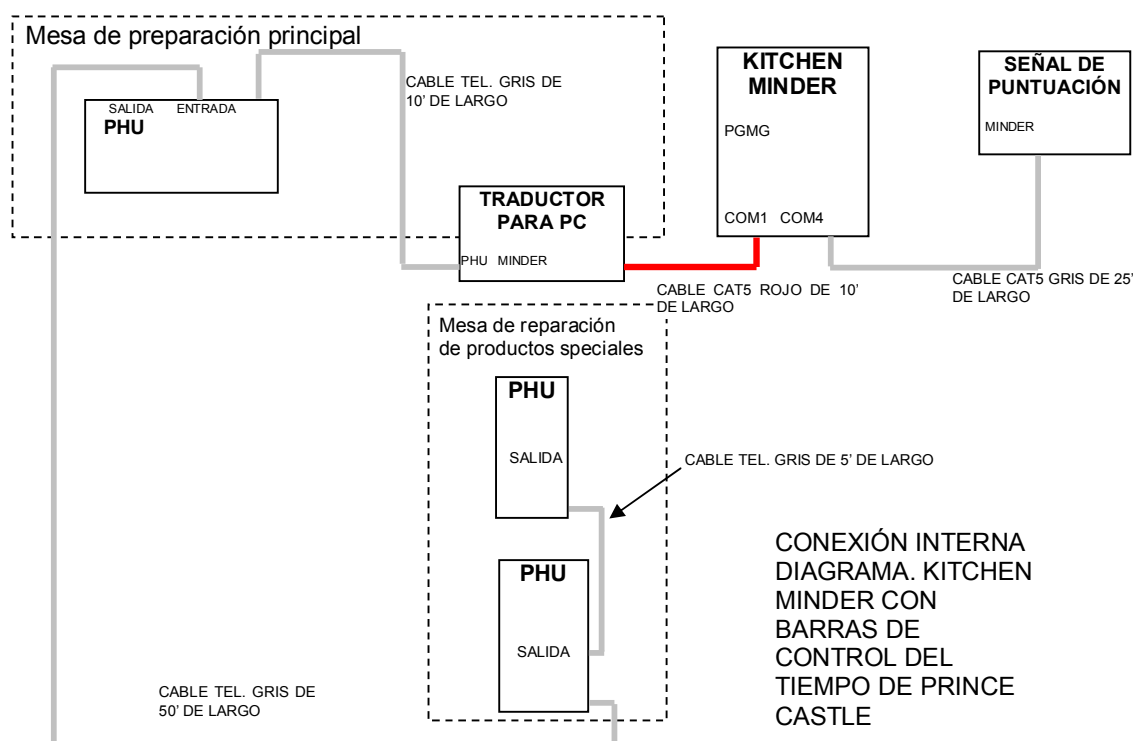 Mesa de preparación principal
CABLE TEL. GRIS DE
10’ DE LARGO
SALIDA ENTRADA
PHU
TRADUCTOR
PARA PC
PHU MINDER
KITCHEN
MINDER
PGMG
COM1 COM4
SEÑAL DE
PUNTUACIÓN
MINDER
CABLE CAT5 ROJO DE 10’
DE LARGO
CABLE CAT5 GRIS DE 25’
DE LARGO
Mesa de reparación
de productos speciales
PHU
SALIDA
CABLE TEL. GRIS DE 5’ DE LARGO
PHU
SALIDA
CABLE TEL. GRIS DE
50’ DE LARGO
CONEXIÓN INTERNA
DIAGRAMA. KITCHEN
MINDER CON
BARRAS DE
CONTROL DEL
TIEMPO DE PRINCE
CASTLE